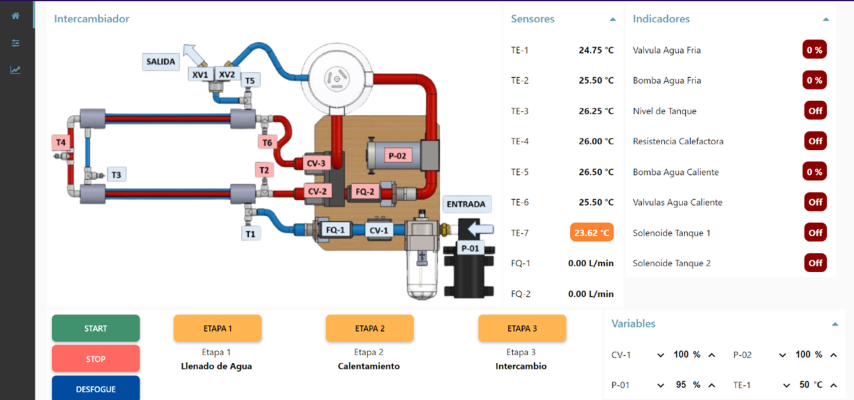 Intercambiador
SALIDA
XV1
XV2
T5
T4
T3
T6
T2
T1
CV-3
P-02
CV-2
FQ-2
ENTRADA
FQ-1
CV-1
P-01
Sensores
TE-1 24.75 °C
TE-2 25.50 °C
TE-3 26.25 °C
TE-4 26.00 °C
TE-5 26.50 °C
TE-6 25.50 °C
TE-7 23.62 °C
FQ-1 0.00 L/min
FQ-2 0.00 L/min
Indicadores
Valvula Agua Fria 0 %
Bomba Agua Fria 0 %
Nivel de Tanque Off
Resistencia Calefactora Off
Bomba Agua Caliente 0 %
Valvulas Agua Caliente Off
Solenoide Tanque 1 Off
Solenoide Tanque 2 Off
START
STOP
DESFOGUE
ETAPA 1
Etapa 1
Llenado de Agua
ETAPA 2
Etapa 2
Calentamiento
ETAPA 3
Etapa 3
Intercambio
Variables
CV-1 100 % P-02 100 %
P-01 95 % TE-1 50 °C